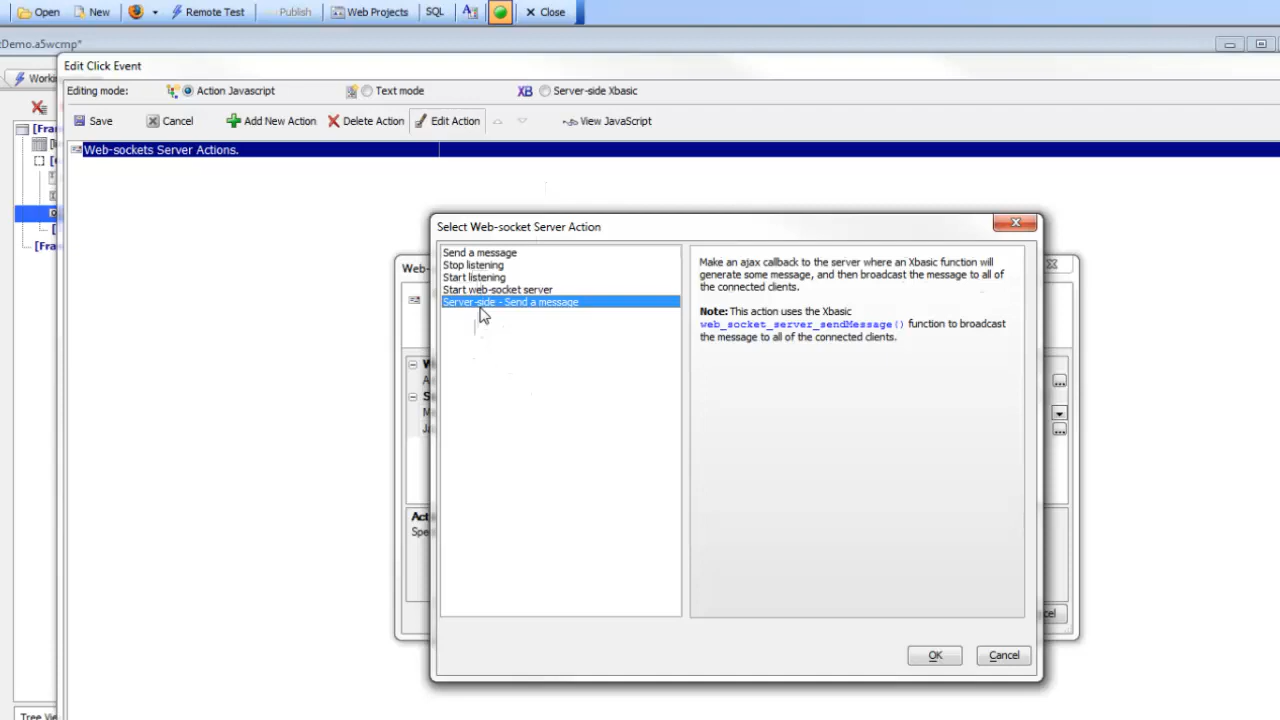 Open New Remote Test Publish Web Projects SQL Close
Demo.a5wcmp*
Edit Click Event
Editing mode: Action Javascript Text mode XB Server-side Xbasic
Save Cancel Add New Action Delete Action Edit Action View JavaScript
Web-sockets Server Actions.
Select Web-socket Server Action
Send a message
Stop listening
Start listening
Start web-socket server
Server-side - Send a message
Make an ajax callback to the server where an Xbasic function will
generate some message, and then broadcast the message to all of
the connected clients.
Note: This action uses the Xbasic
web_socket_server_sendMessage() function to broadcast
the message to all of the connected clients.
OK Cancel